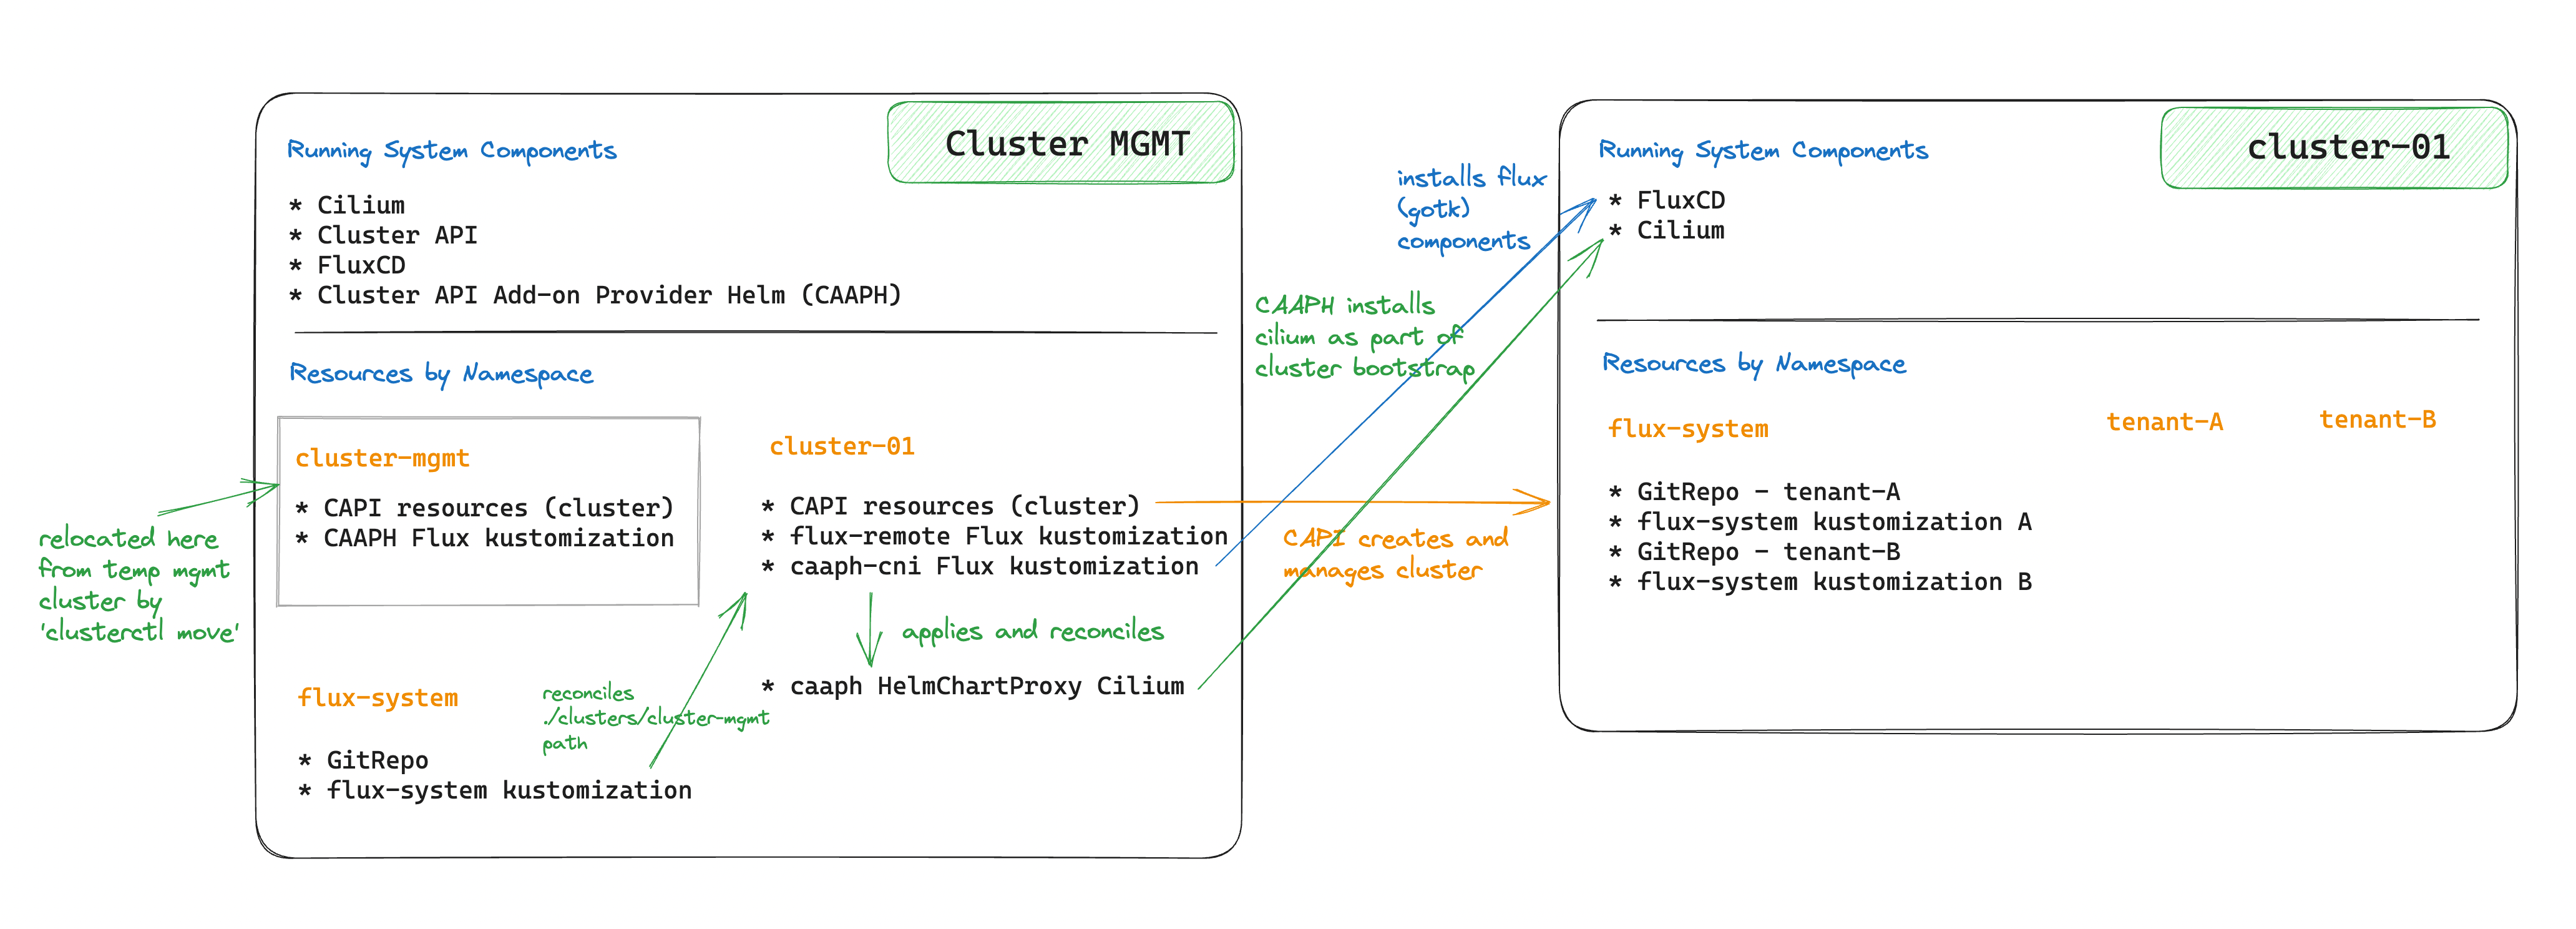 Cluster MGMT
Running System Components
* Cilium
* Cluster API
* FluxCD
* Cluster API Add-on Provider Helm (CAAPH)
Resources by Namespace
cluster-mgmt
* CAPI resources (cluster)
* CAAPH Flux kustomization
relocated here
from temp mgmt
cluster by
'clusterctl move'
cluster-01
* CAPI resources (cluster)
* flux-remote Flux kustomization
* caaph-cni Flux kustomization
applies and reconciles
* caaph HelmChartProxy Cilium
flux-system
* GitRepo
* flux-system kustomization
reconciles
./clusters/cluster-mgmt
path
installs flux
(gotk)
components
CAAPH installs
cilium as part of
cluster bootstrap
CAPI creates and
manages cluster
cluster-01
Running System Components
* FluxCD
* Cilium
Resources by Namespace
flux-system
* GitRepo - tenant-A
* flux-system kustomization A
* GitRepo - tenant-B
* flux-system kustomization B
tenant-A
tenant-B